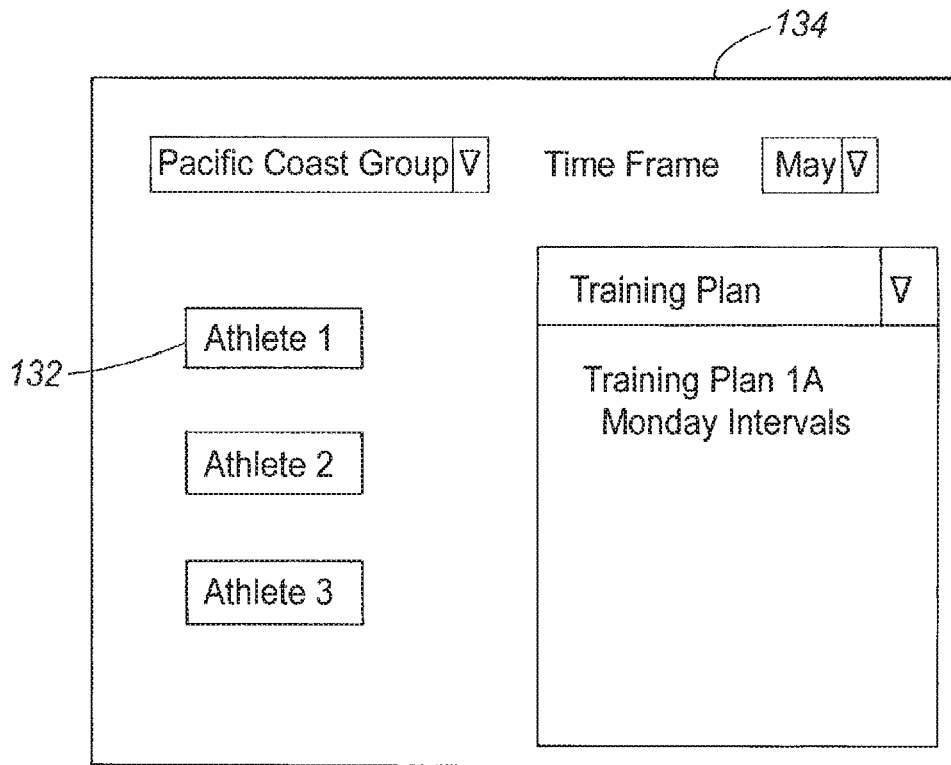 134
Pacific Coast Group ∇ Time Frame May ∇
Training Plan ∇
Athlete 1
132
Training Plan 1A
Monday Intervals
Athlete 2
Athlete 3